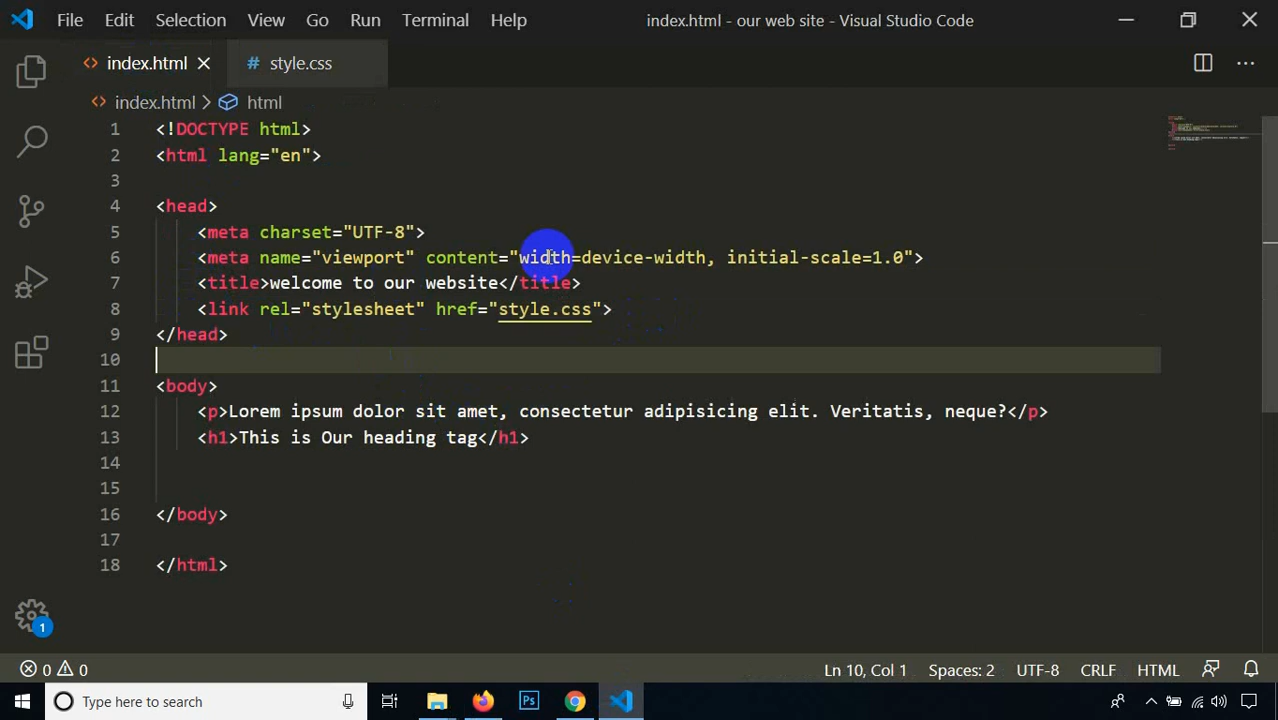 File Edit Selection View Go Run Terminal Help index.html - our web site - Visual Studio Code
index.html style.css
index.html > html
1 <!DOCTYPE html>
2 <html lang="en">
3
4 <head>
5 <meta charset="UTF-8">
6 <meta name="viewport" content="width=device-width, initial-scale=1.0">
7 <title>welcome to our website</title>
8 <link rel="stylesheet" href="style.css">
9 </head>
10
11 <body>
12 <p>Lorem ipsum dolor sit amet, consectetur adipisicing elit. Veritatis, neque?</p>
13 <h1>This is Our heading tag</h1>
14
15
16 </body>
17
18 </html>
1
0 0 Ln 10, Col 1 Spaces: 2 UTF-8 CRLF HTML
Type here to search Ps